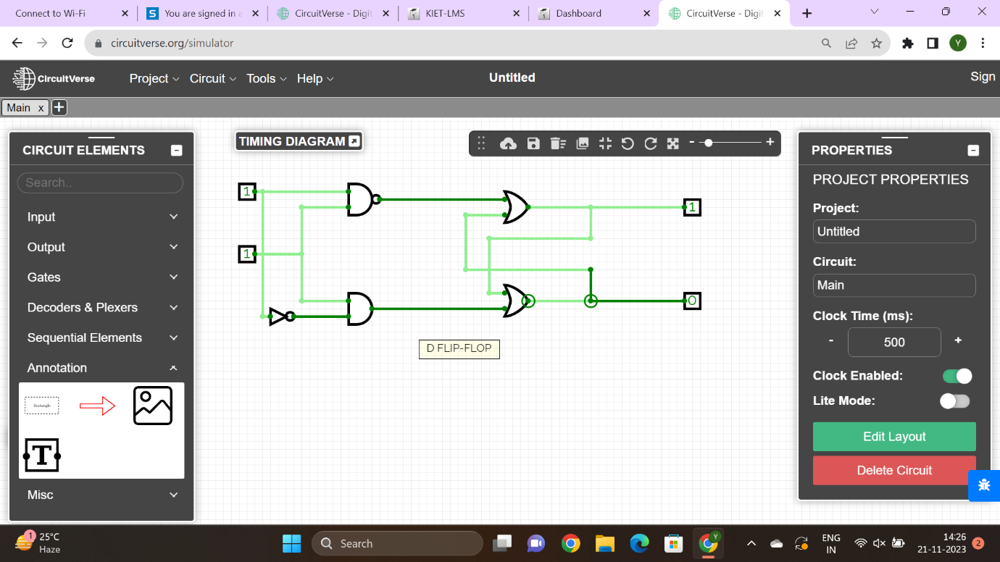 Connect to Wi-Fi
S You are signed in a
CircuitVerse - Digit
KIET-LMS
Dashboard
CircuitVerse - Digit
circuitverse.org/simulator
Y
CircuitVerse
Project
Circuit
Tools
Help
Untitled
Sign
Main x
TIMING DIAGRAM
- +
CIRCUIT ELEMENTS
Search..
Input
Output
Gates
Decoders & Plexers
Sequential Elements
Annotation
Rectangle
T
Misc
1
1
1
0
D FLIP-FLOP
PROPERTIES
PROJECT PROPERTIES
Project:
Untitled
Circuit:
Main
Clock Time (ms):
- 500 +
Clock Enabled:
Lite Mode:
Edit Layout
Delete Circuit
1
25°C
Haze
Search
Y
ENG
IN
14:26
21-11-2023
2